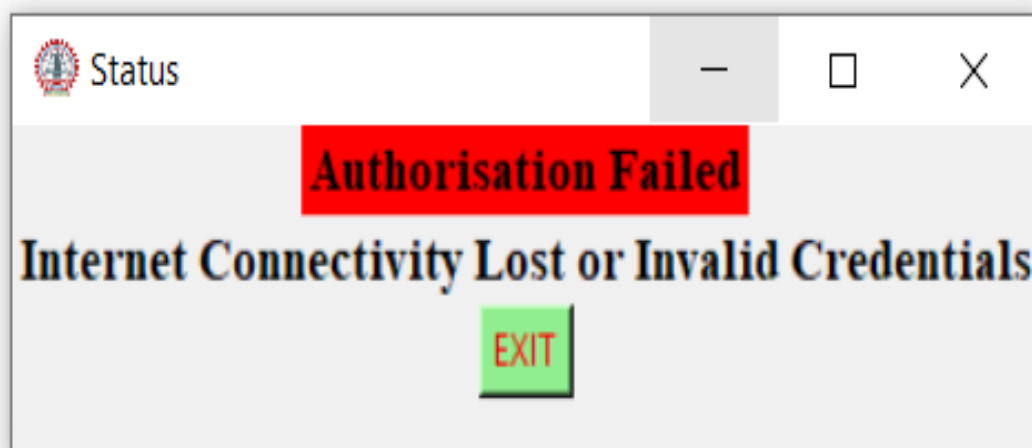 Status
Authorisation Failed
Internet Connectivity Lost or Invalid Credentials
EXIT